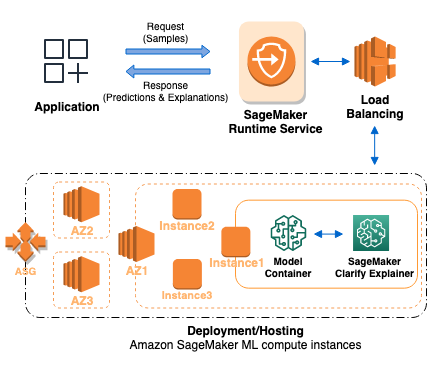 Request
(Samples)
Response
(Predictions & Explanations)
Application
SageMaker
Runtime Service
Load
Balancing
ASG
AZ2
AZ3
AZ1
Instance2
Instance1
Instance3
Model
Container
SageMaker
Clarify Explainer
Deployment/Hosting
Amazon SageMaker ML compute instances